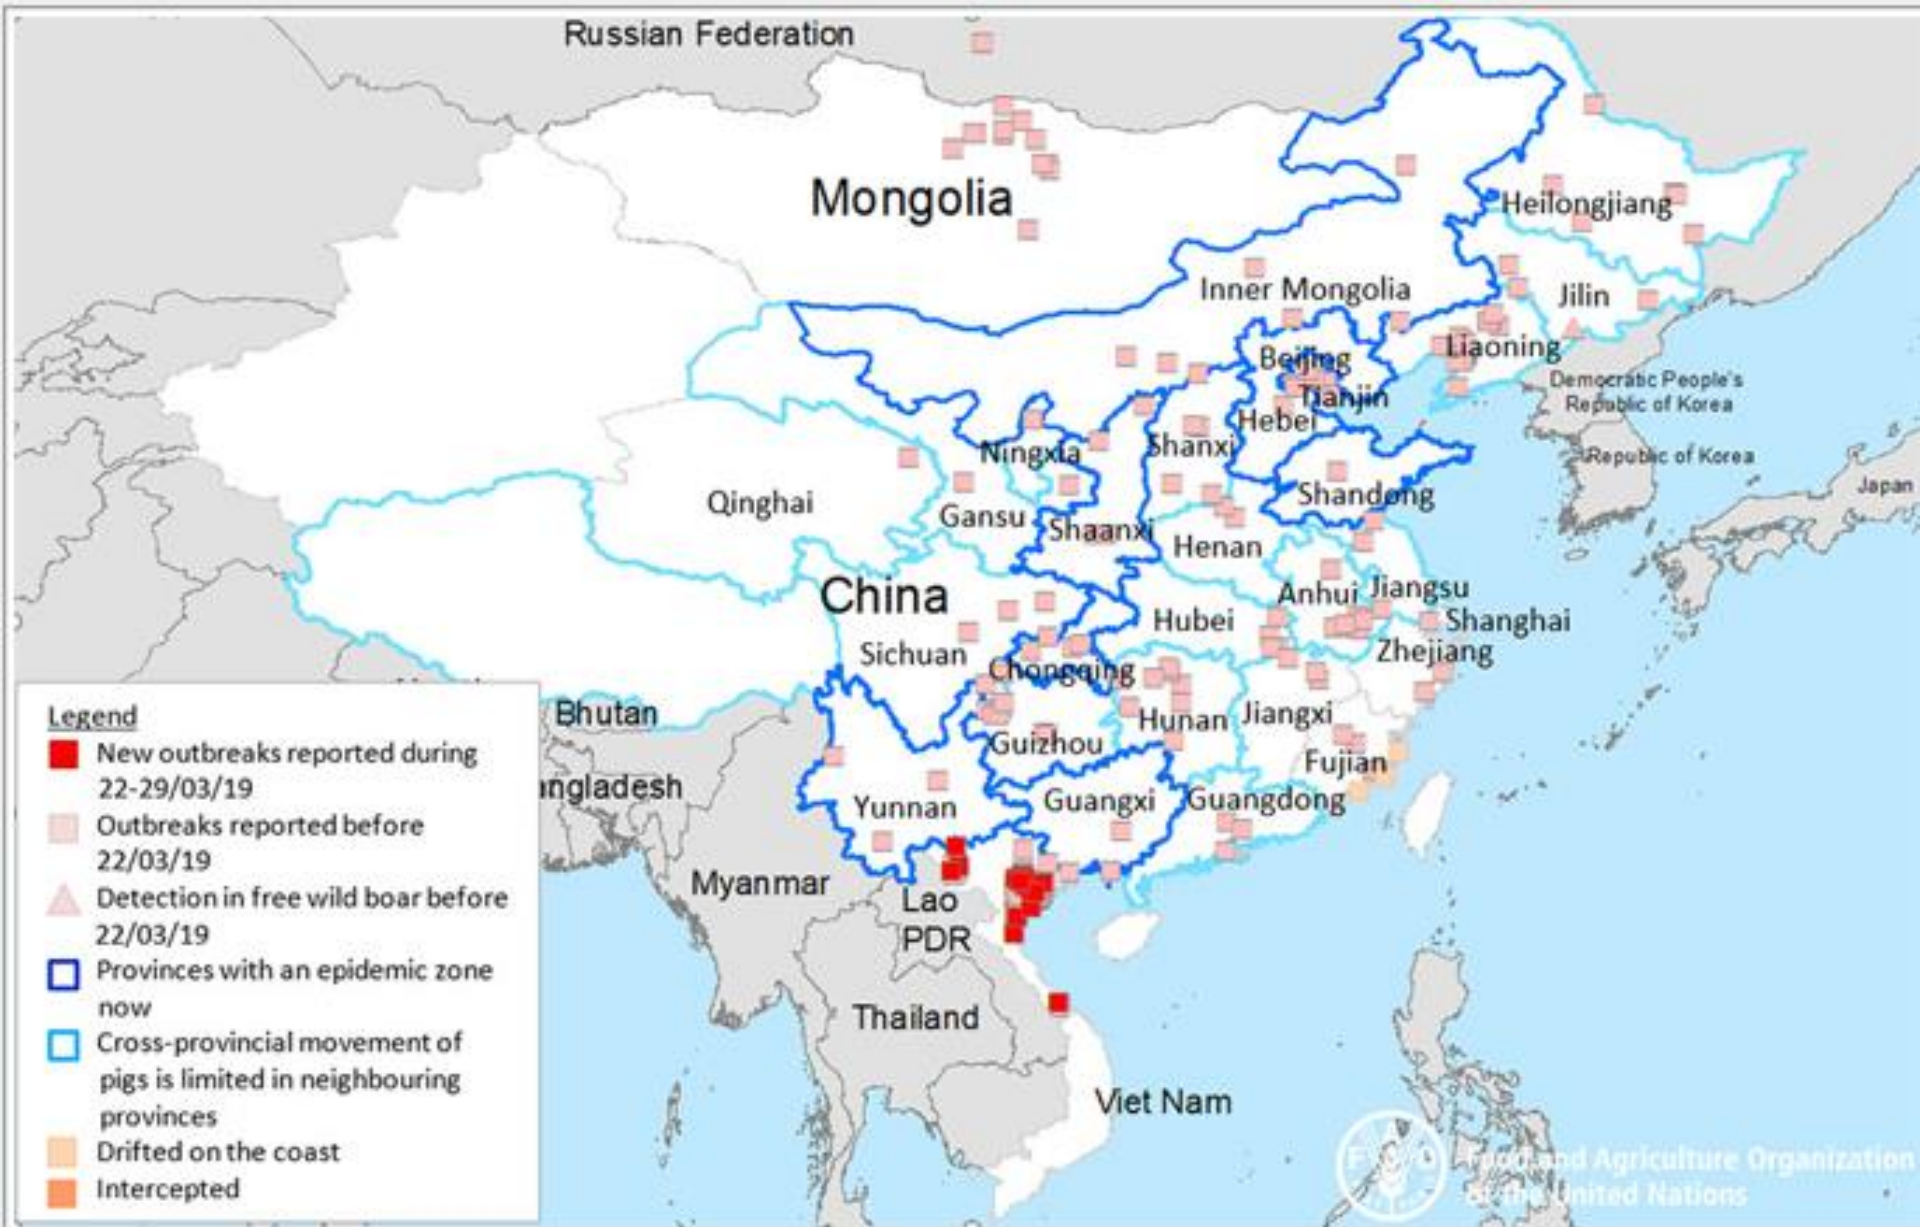 Russian Federation
Mongolia
Heilongjiang
Inner Mongolia
Jilin
Beijing
Liaoning
Tianjin
Democratic People's
Republic of Korea
Hebei
Ningxia
Shanxi
Republic of Korea
Qinghai
Shandong
Japan
Gansu
Shaanxi
Henan
China
Anhui
Jiangsu
Hubei
Shanghai
Sichuan
Zhejiang
Chongqing
Bhutan
Hunan
Jiangxi
Guizhou
Fujian
ngladesh
Yunnan
Guangxi
Guangdong
Myanmar
Lao
PDR
Thailand
Viet Nam
Legend
New outbreaks reported during
22-29/03/19
Outbreaks reported before
22/03/19
Detection in free wild boar before
22/03/19
Provinces with an epidemic zone
now
Cross-provincial movement of
pigs is limited in neighbouring
provinces
Drifted on the coast
Intercepted
Food and Agriculture Organization
of the United Nations